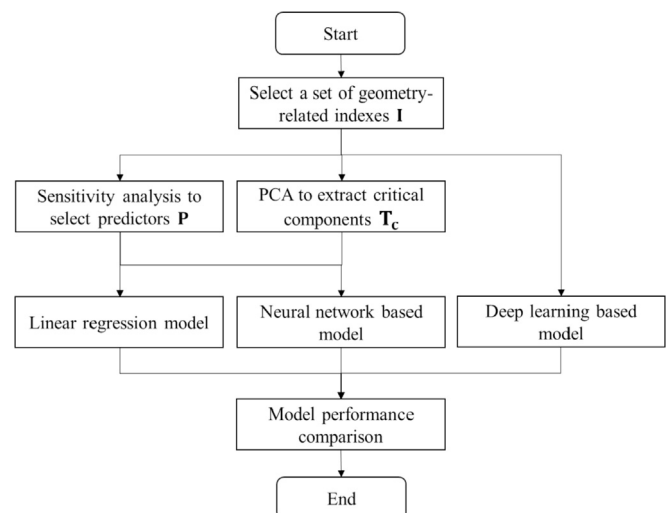 Start
Select a set of geometry-
related indexes I
Sensitivity analysis to
select predictors P
PCA to extract critical
components T_c
Linear regression model
Neural network based
model
Deep learning based
model
Model performance
comparison
End